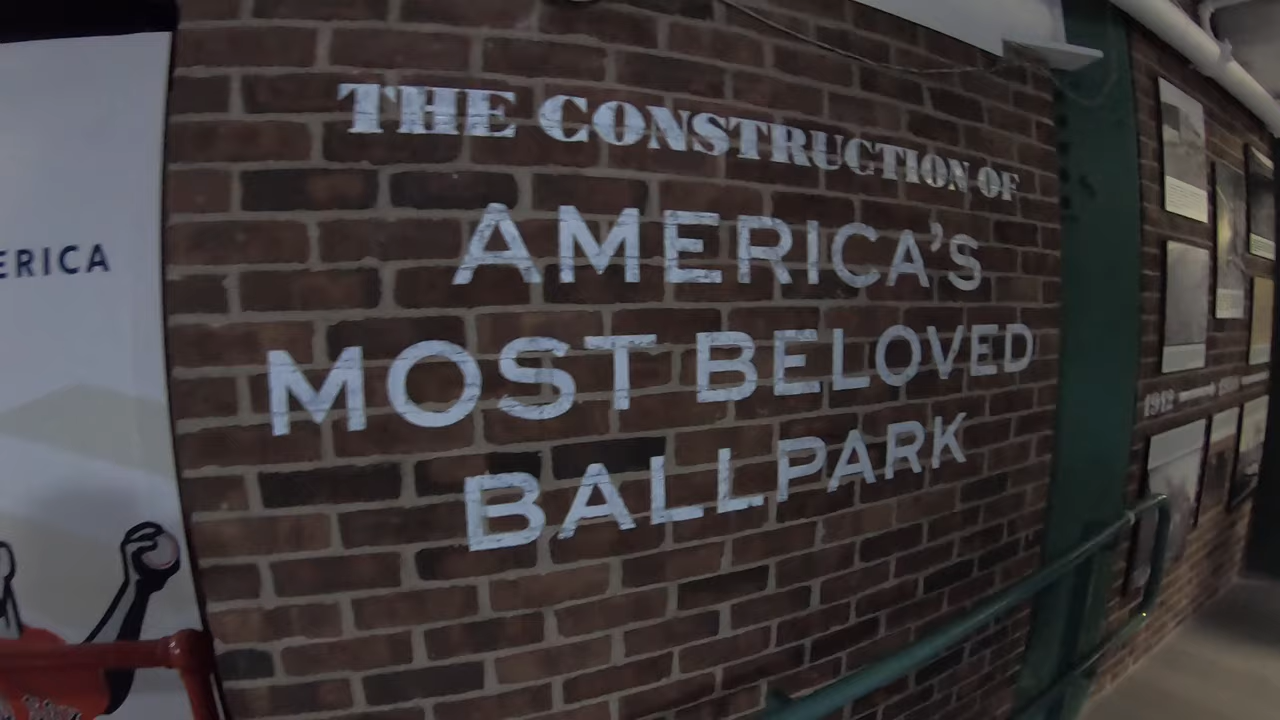 THE CONSTRUCTION OF
AMERICA'S
MOST BELOVED
BALLPARK
ERICA
1912